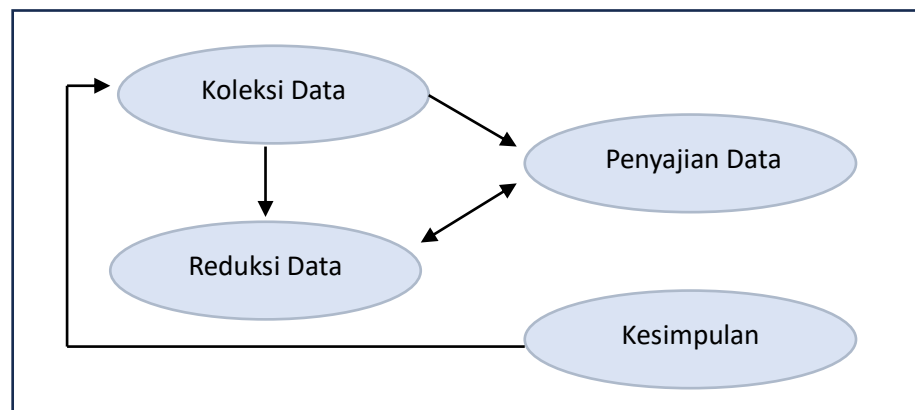 Koleksi Data
Penyajian Data
Reduksi Data
Kesimpulan